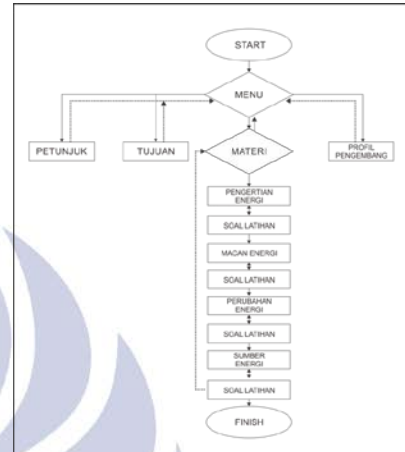 START
MENU
PETUNJUK
TUJUAN
MATERI
PROFIL
PENGEMBANG
PENGERTIAN
ENERGI
SOAL LATIHAN
MACAN ENERGI
SOAL LATIHAN
PERUBAHAN
ENERGI
SOAL LATIHAN
SUMBER
ENERGI
SOAL LATIHAN
FINISH